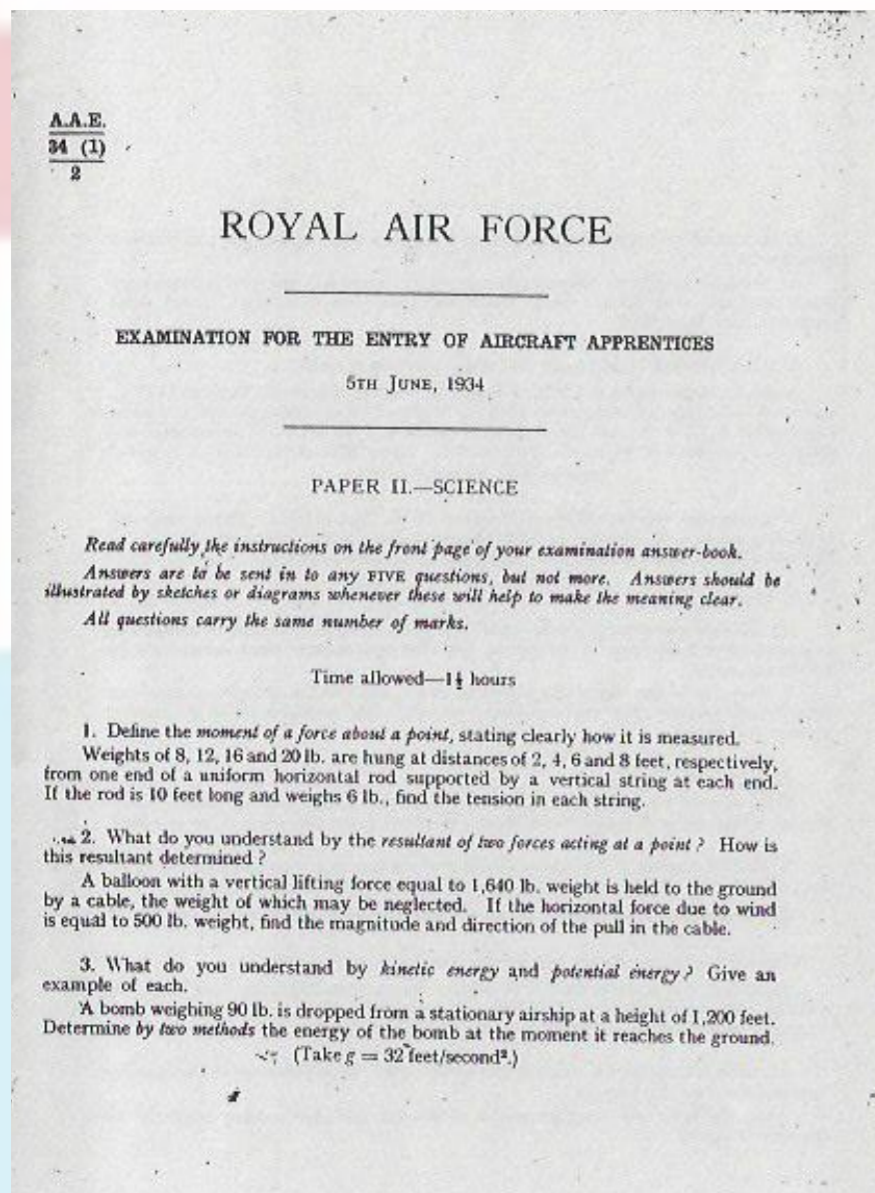 A.A.E.
34 (1)
2
ROYAL AIR FORCE
EXAMINATION FOR THE ENTRY OF AIRCRAFT APPRENTICES
5TH JUNE, 1934
PAPER II.—SCIENCE
Read carefully the instructions on the front page of your examination answer-book.
Answers are to be sent in to any FIVE questions, but not more. Answers should be
illustrated by sketches or diagrams whenever these will help to make the meaning clear.
All questions carry the same number of marks.
Time allowed—1½ hours
1. Define the moment of a force about a point, stating clearly how it is measured.
Weights of 8, 12, 16 and 20 lb. are hung at distances of 2, 4, 6 and 8 feet, respectively,
from one end of a uniform horizontal rod supported by a vertical string at each end.
If the rod is 10 feet long and weighs 6 lb., find the tension in each string.
2. What do you understand by the resultant of two forces acting at a point? How is
this resultant determined?
A balloon with a vertical lifting force equal to 1,640 lb. weight is held to the ground
by a cable, the weight of which may be neglected. If the horizontal force due to wind
is equal to 500 lb. weight, find the magnitude and direction of the pull in the cable.
3. What do you understand by kinetic energy and potential energy? Give an
example of each.
A bomb weighing 90 lb. is dropped from a stationary airship at a height of 1,200 feet.
Determine by two methods the energy of the bomb at the moment it reaches the ground.
(Take g = 32 feet/second².)